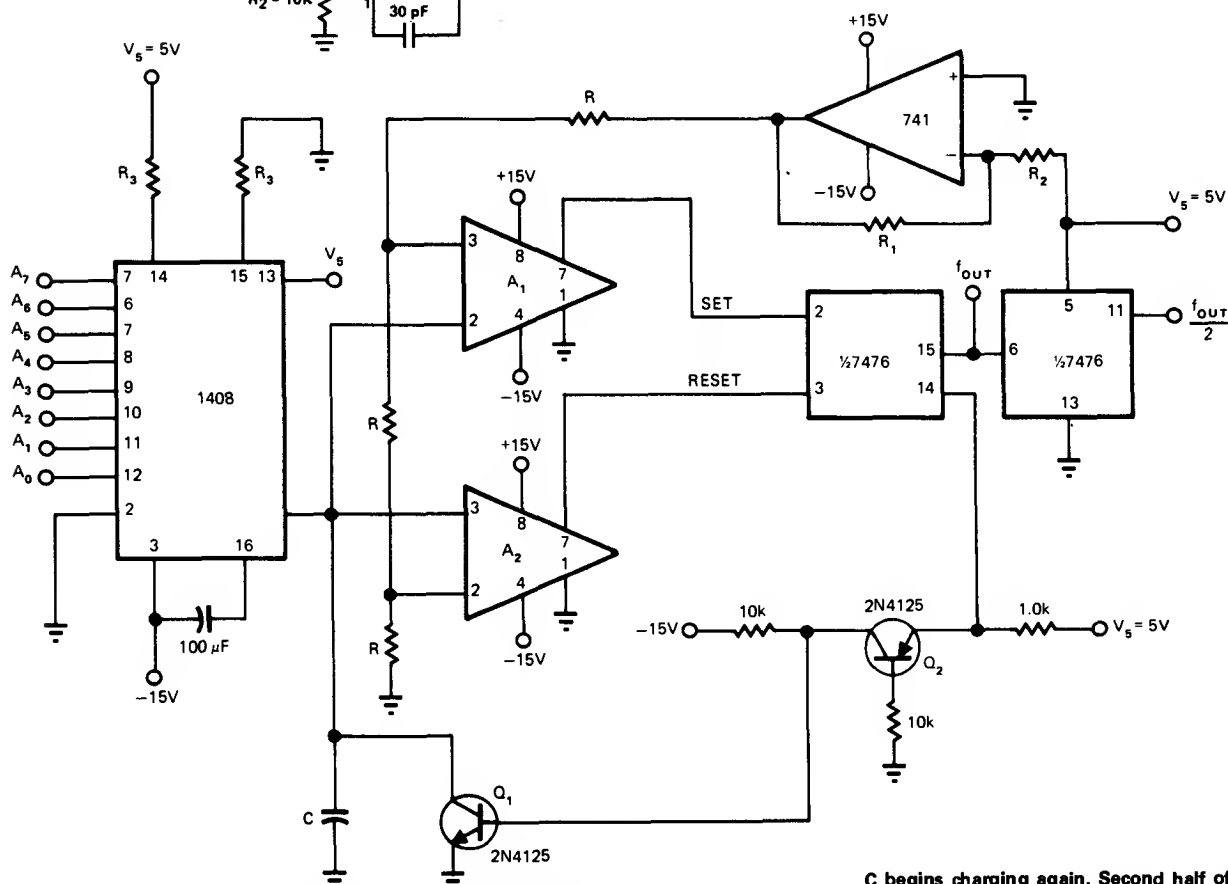 R2 = 10k
1
30 pF
V5 = 5V
+15V
R
+
741
−
R2
R3
R3
−15V
R1
V5 = 5V
+15V
3
8
7
A1
1
2
4
−15V
14
15
13
V5
A7
7
A6
6
A5
7
A4
8
A3
9
A2
10
A1
11
A0
12
2
1408
3
16
100 μF
−15V
SET
RESET
2
3
½7476
15
14
fOUT
5
6
½7476
11
13
fOUT
2
R
+15V
3
8
7
A2
1
2
4
−15V
R
−15V
10k
2N4125
Q2
1.0k
V5 = 5V
10k
C
Q1
2N4125
C begins charging again. Second half of